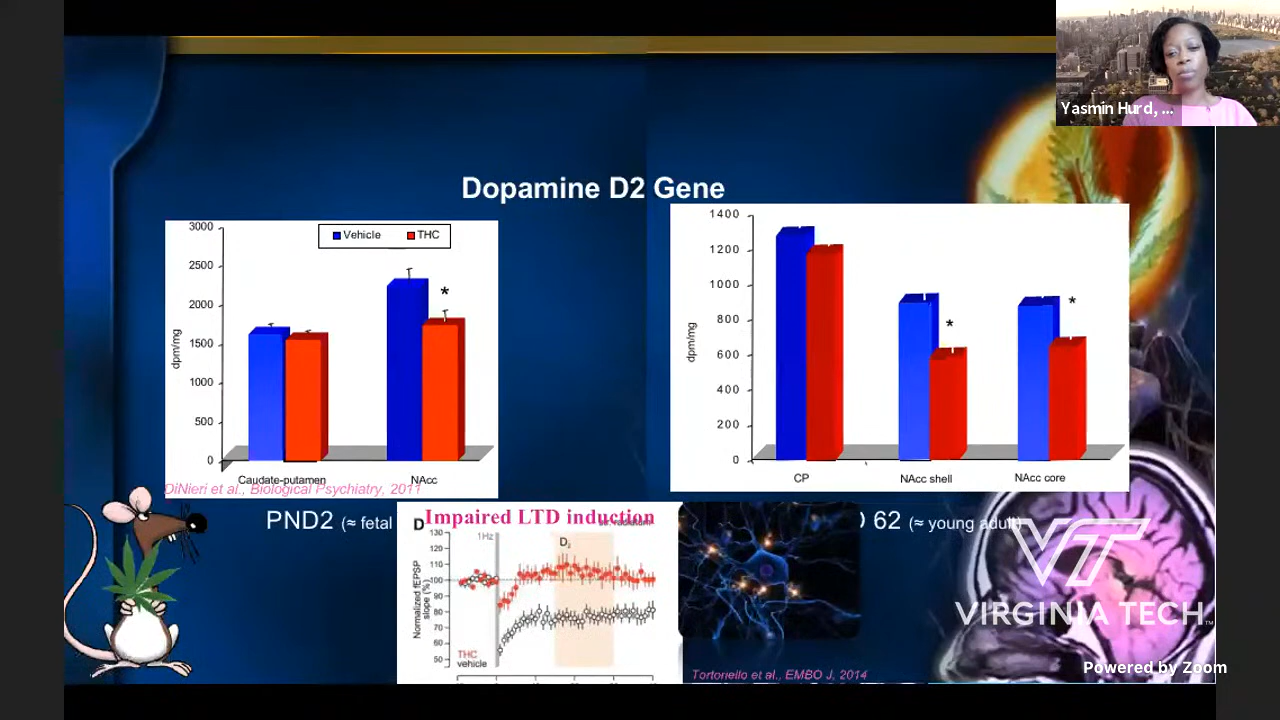 Yasmin Hurd, ...
Dopamine D2 Gene
3000
2500
2000
1500
1000
500
0
dpm/mg
Vehicle THC
*
Caudate-putamen NAcc
DiNieri et al., Biological Psychiatry, 2011
1400
1200
1000
800
600
400
200
0
dpm/mg
*
*
CP NAcc shell NAcc core
PND2 (≈ fetal
62 (≈ young adult)
D Impaired LTD induction
1Hz
D2
130
120
110
100
90
80
70
60
50
Normalized fEPSP
slope (%)
THC
vehicle
Tortoriello et al., EMBO J, 2014
VT
VIRGINIA TECH™
Powered by Zoom